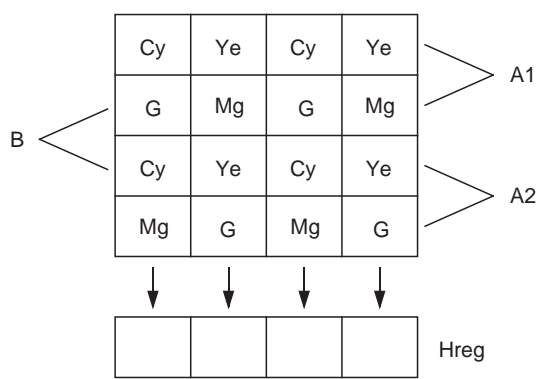 Cy Ye Cy Ye
A1
G Mg G Mg
B
Cy Ye Cy Ye
A2
Mg G Mg G
Hreg